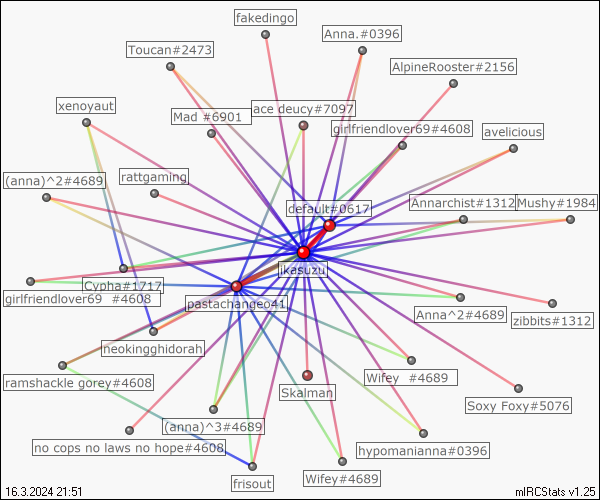 fakedingo
Anna.#0396
Toucan#2473
AlpineRooster#2156
xenoyaut
Mad #6901
ace deucy#7097
girlfriendlover69#4608
avelicious
(anna)^2#4689
rattgaming
default#0617
Annarchist#1312
Mushy#1984
jkasuzu
Cypha#1717
girlfriendlover69 #4608
pastachangeo41
Anna^2#4689
zibbits#1312
neokingghidorah
ramshackle gorey#4608
Skalman
Wifey #4689
Soxy Foxy#5076
(anna)^3#4689
no cops no laws no hope#4608
hypomanianna#0396
frisout
Wifey#4689
16.3.2024 21:51
mIRCStats v1.25